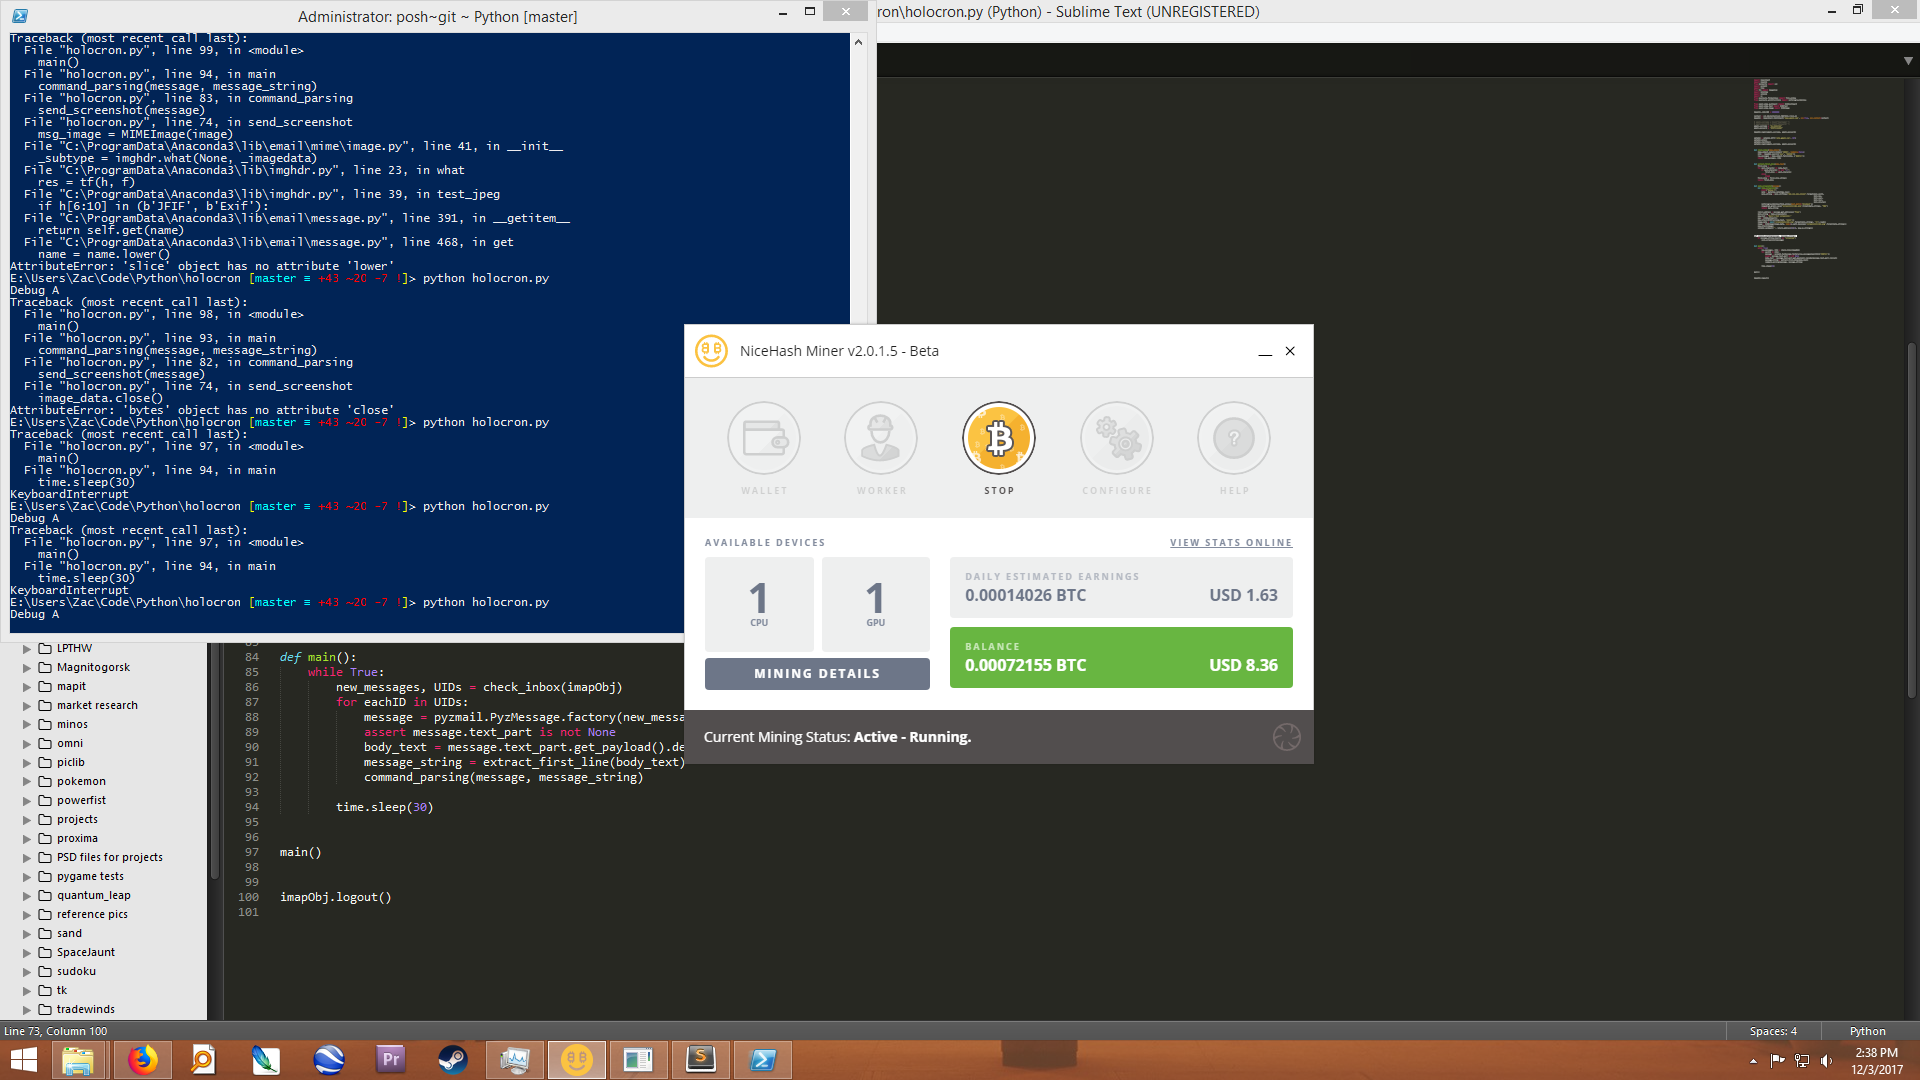 Administrator: posh~git ~ Python [master]
Traceback (most recent call last):
  File "holocron.py", line 99, in <module>
    main()
  File "holocron.py", line 94, in main
    command_parsing(message, message_string)
  File "holocron.py", line 83, in command_parsing
    send_screenshot(message)
  File "holocron.py", line 74, in send_screenshot
    msg_image = MIMEImage(image)
  File "C:\ProgramData\Anaconda3\lib\email\mime\image.py", line 41, in __init__
    _subtype = imghdr.what(None, _imagedata)
  File "C:\ProgramData\Anaconda3\lib\imghdr.py", line 23, in what
    res = tf(h, f)
  File "C:\ProgramData\Anaconda3\lib\imghdr.py", line 39, in test_jpeg
    if h[6:10] in (b'JFIF', b'Exif'):
  File "C:\ProgramData\Anaconda3\lib\email\message.py", line 391, in __getitem__
    return self.get(name)
  File "C:\ProgramData\Anaconda3\lib\email\message.py", line 468, in get
    name = name.lower()
AttributeError: 'slice' object has no attribute 'lower'
E:\Users\Zac\Code\Python\holocron [master ≡ +43 ~20 -7 !]> python holocron.py
Debug A
Traceback (most recent call last):
  File "holocron.py", line 98, in <module>
    main()
  File "holocron.py", line 93, in main
    command_parsing(message, message_string)
  File "holocron.py", line 82, in command_parsing
    send_screenshot(message)
  File "holocron.py", line 74, in send_screenshot
    image_data.close()
AttributeError: 'bytes' object has no attribute 'close'
E:\Users\Zac\Code\Python\holocron [master ≡ +43 ~20 -7 !]> python holocron.py
Traceback (most recent call last):
  File "holocron.py", line 97, in <module>
    main()
  File "holocron.py", line 94, in main
    time.sleep(30)
KeyboardInterrupt
E:\Users\Zac\Code\Python\holocron [master ≡ +43 ~20 -7 !]> python holocron.py
Debug A
Traceback (most recent call last):
  File "holocron.py", line 97, in <module>
    main()
  File "holocron.py", line 94, in main
    time.sleep(30)
KeyboardInterrupt
E:\Users\Zac\Code\Python\holocron [master ≡ +43 ~20 -7 !]> python holocron.py
Debug A
ron\holocron.py (Python) - Sublime Text (UNREGISTERED)
NiceHash Miner v2.0.1.5 - Beta
WALLET
WORKER
STOP
CONFIGURE
HELP
AVAILABLE DEVICES
VIEW STATS ONLINE
1
CPU
1
GPU
MINING DETAILS
DAILY ESTIMATED EARNINGS
0.00014026 BTC USD 1.63
BALANCE
0.00072155 BTC USD 8.36
Current Mining Status: Active - Running.
LPTHW
Magnitogorsk
mapit
market research
minos
omni
piclib
pokemon
powerfist
projects
proxima
PSD files for projects
pygame tests
quantum_leap
reference pics
sand
SpaceJaunt
sudoku
tk
tradewinds
84 def main():
85     while True:
86         new_messages, UIDs = check_inbox(imapObj)
87         for eachID in UIDs:
88             message = pyzmail.PyzMessage.factory(new_messa
89             assert message.text_part is not None
90             body_text = message.text_part.get_payload().de
91             message_string = extract_first_line(body_text)
92             command_parsing(message, message_string)
93
94         time.sleep(30)
95
96
97 main()
98
99
100 imapObj.logout()
101
Line 73, Column 100
Spaces: 4
Python
Pr
2:38 PM
12/3/2017